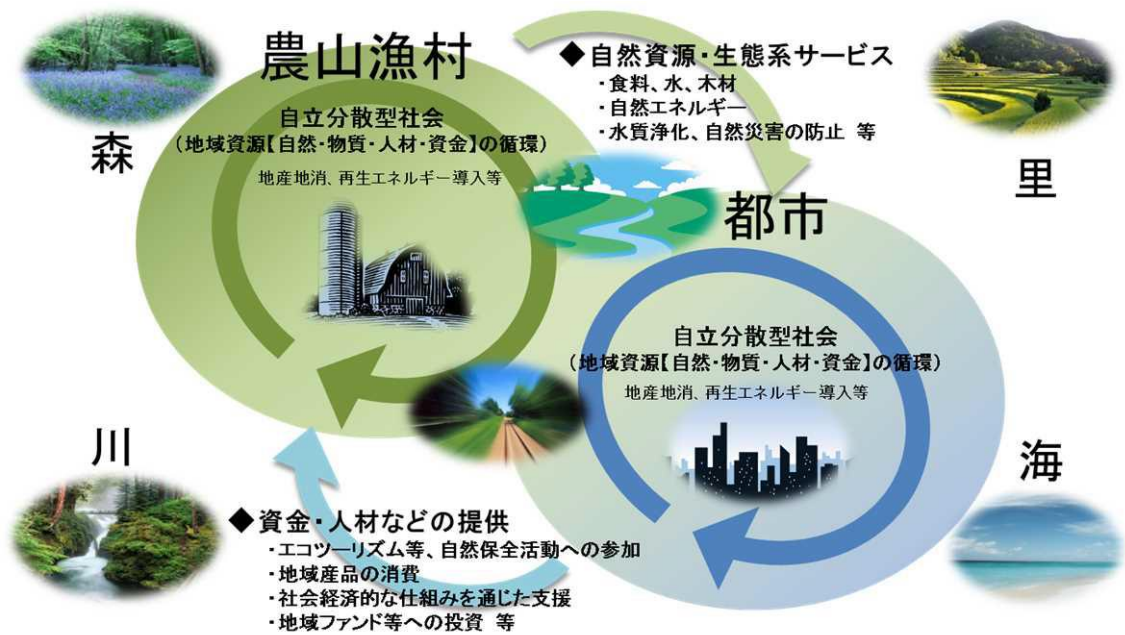 農山漁村
自立分散型社会
(地域資源【自然・物質・人材・資金】の循環)
地産地消、再生エネルギー導入等
森
◆自然資源・生態系サービス
・食料、水、木材
・自然エネルギー
・水質浄化、自然災害の防止 等
里
都市
自立分散型社会
(地域資源【自然・物質・人材・資金】の循環)
地産地消、再生エネルギー導入等
川
◆資金・人材などの提供
・エコツーリズム等、自然保全活動への参加
・地域産品の消費
・社会経済的な仕組みを通じた支援
・地域ファンド等への投資 等
海